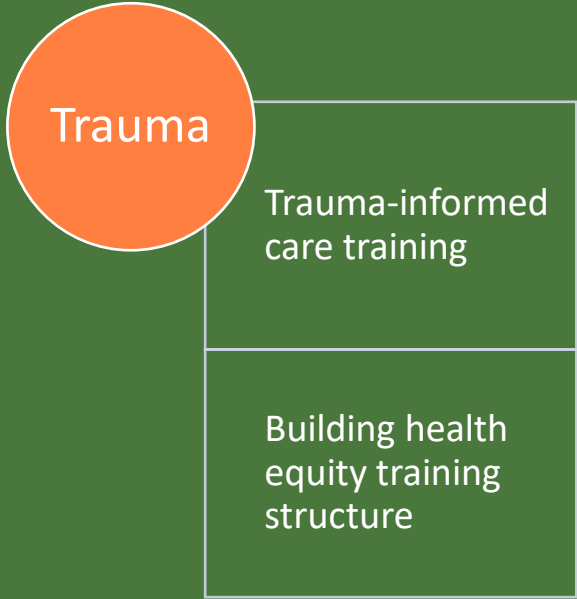 Trauma
Trauma-informed
care training
Building health
equity training
structure